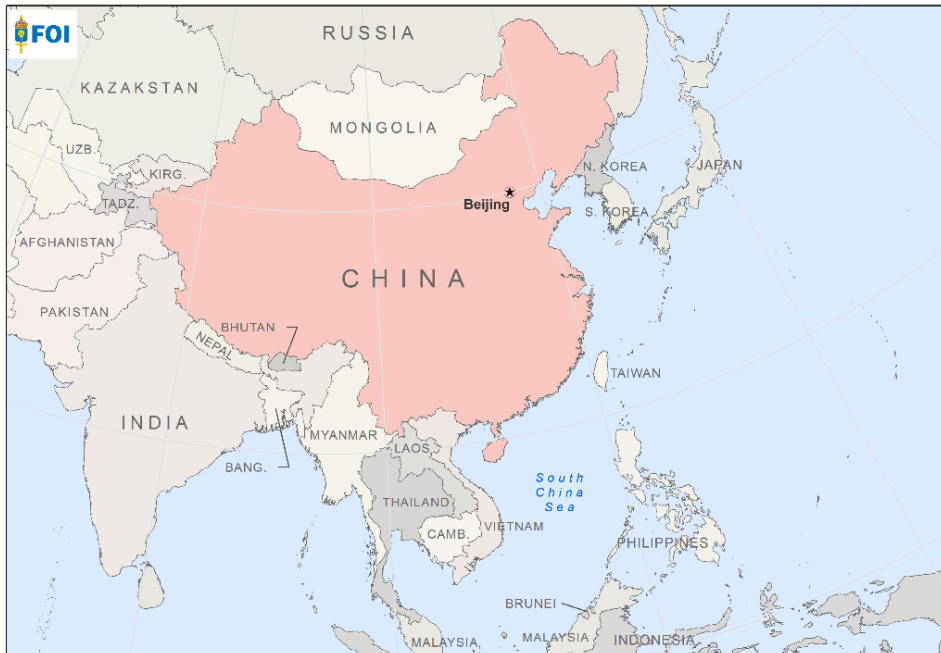 FOI
RUSSIA
KAZAKSTAN
MONGOLIA
UZB.
KIRG.
N. KOREA
JAPAN
TADZ.
Beijing
S. KOREA
AFGHANISTAN
CHINA
PAKISTAN
BHUTAN
NEPAL
TAIWAN
INDIA
MYANMAR
LAOS
BANG.
South
China
Sea
THAILAND
VIETNAM
CAMB.
PHILIPPINES
BRUNEI
MALAYSIA
MALAYSIA
INDONESIA